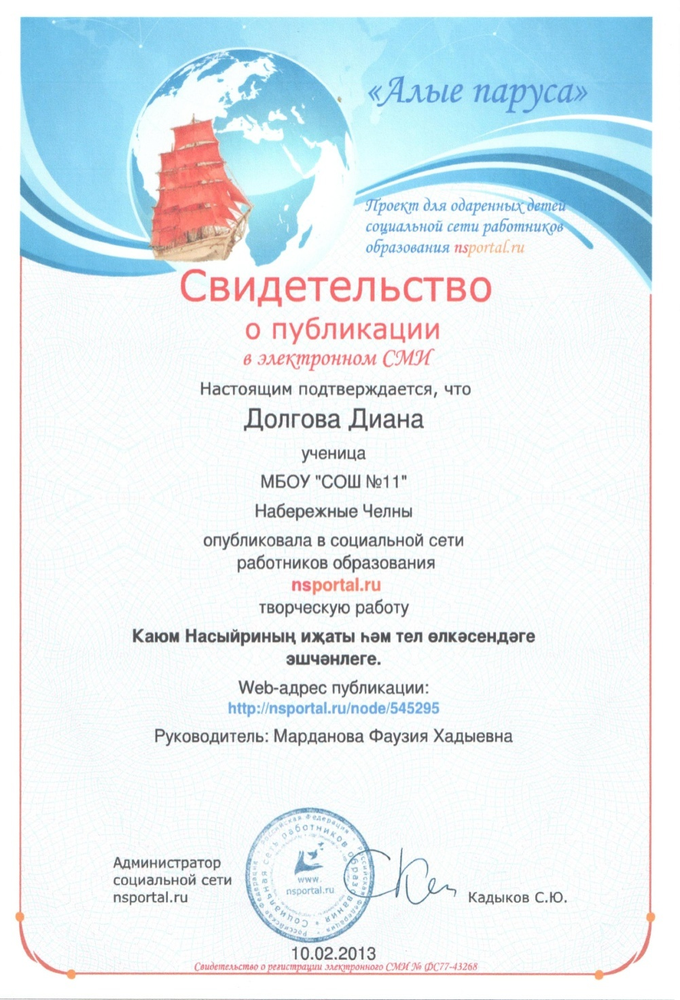 «Алые паруса»
Проект для одаренных детей
социальной сети работников
образования nsportal.ru
Свидетельство
о публикации
в электронном СМИ
Настоящим подтверждается, что
Долгова Диана
ученица
МБОУ "СОШ №11"
Набережные Челны
опубликовала в социальной сети
работников образования
nsportal.ru
творческую работу
Каюм Насыйриның иҗаты һәм тел өлкәсендәге
эшчәнлеге.
Web-адрес публикации:
http://nsportal.ru/node/545295
Руководитель: Марданова Фаузия Хадыевна
Российская Федерация • Российская Федерация • Российская Федерация
Социальная сеть работников образования
www.
nsportal.ru
Администратор
социальной сети
nsportal.ru
Кадыков С.Ю.
10.02.2013
Свидетельство о регистрации электронного СМИ № ФС77-43268